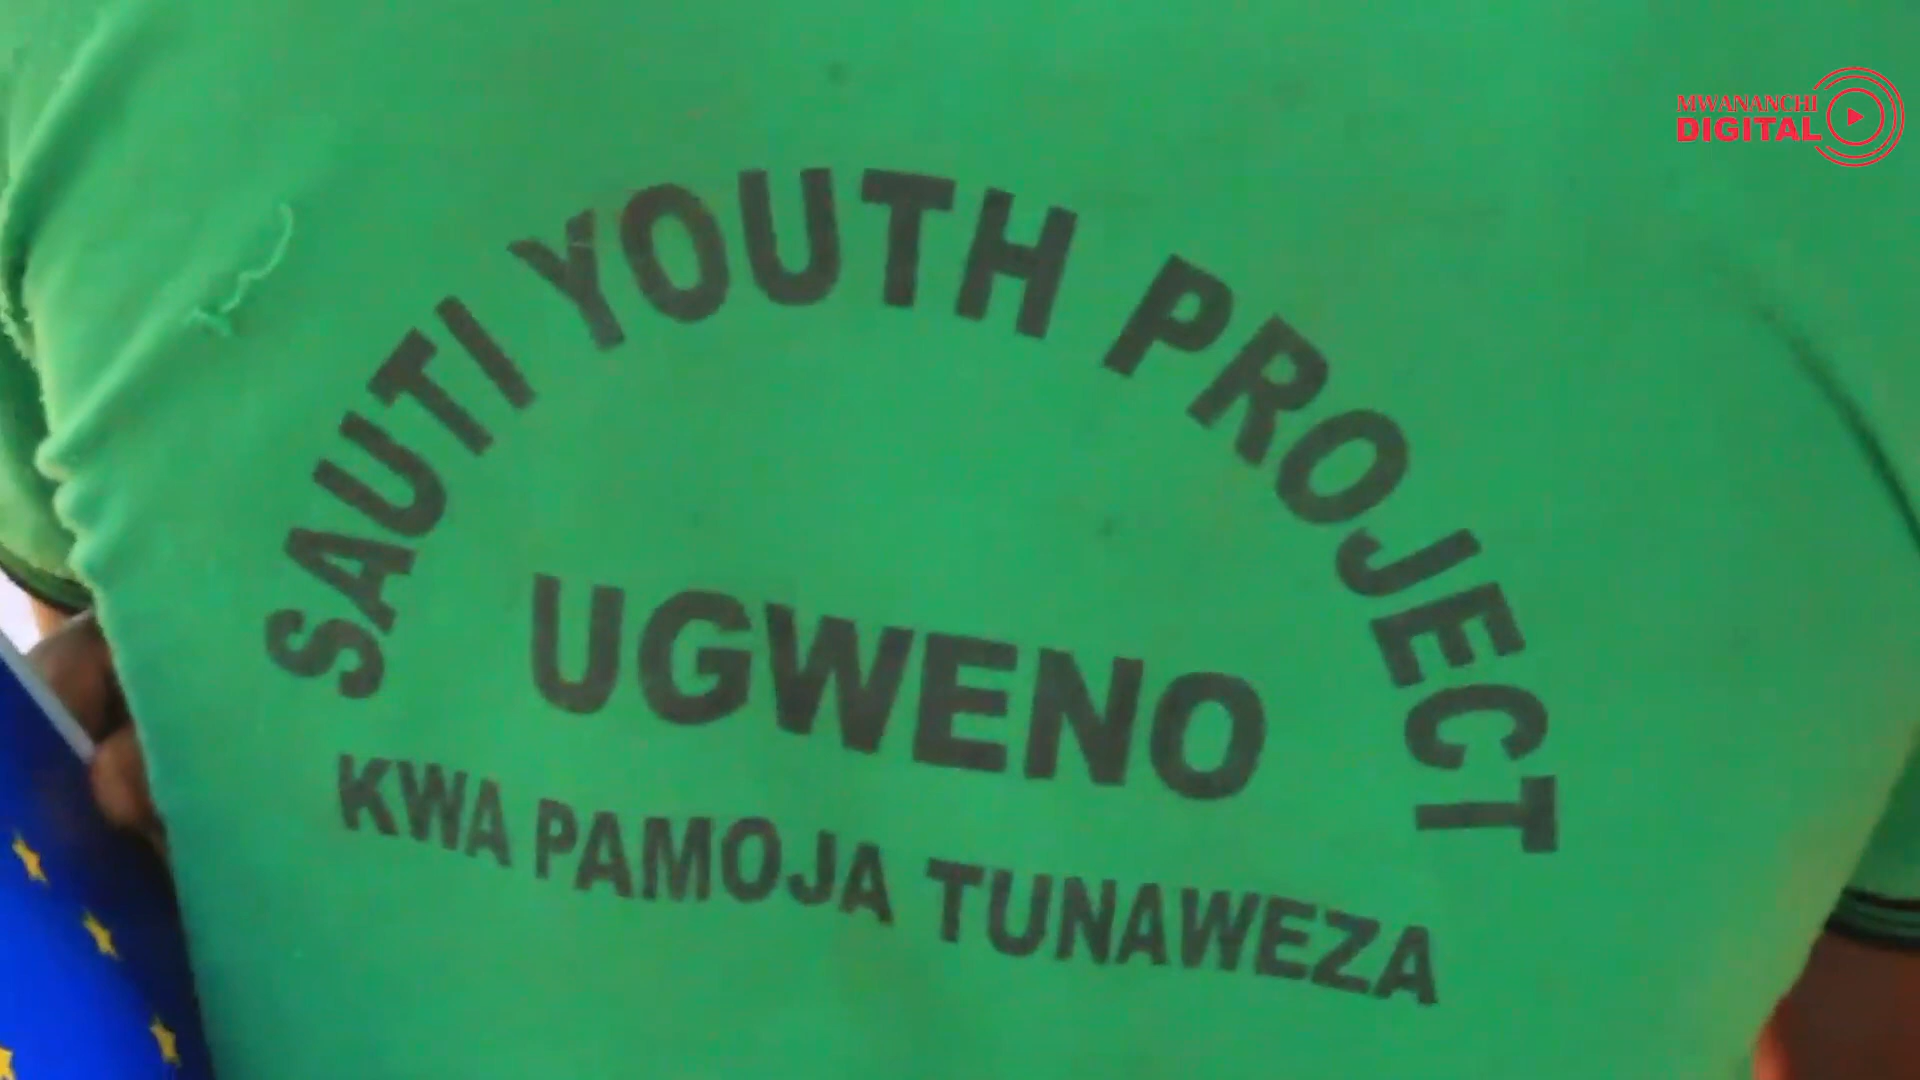 MWANANCHI
DIGITAL
SAUTI YOUTH PROJECT
UGWENO
KWA PAMOJA TUNAWEZA